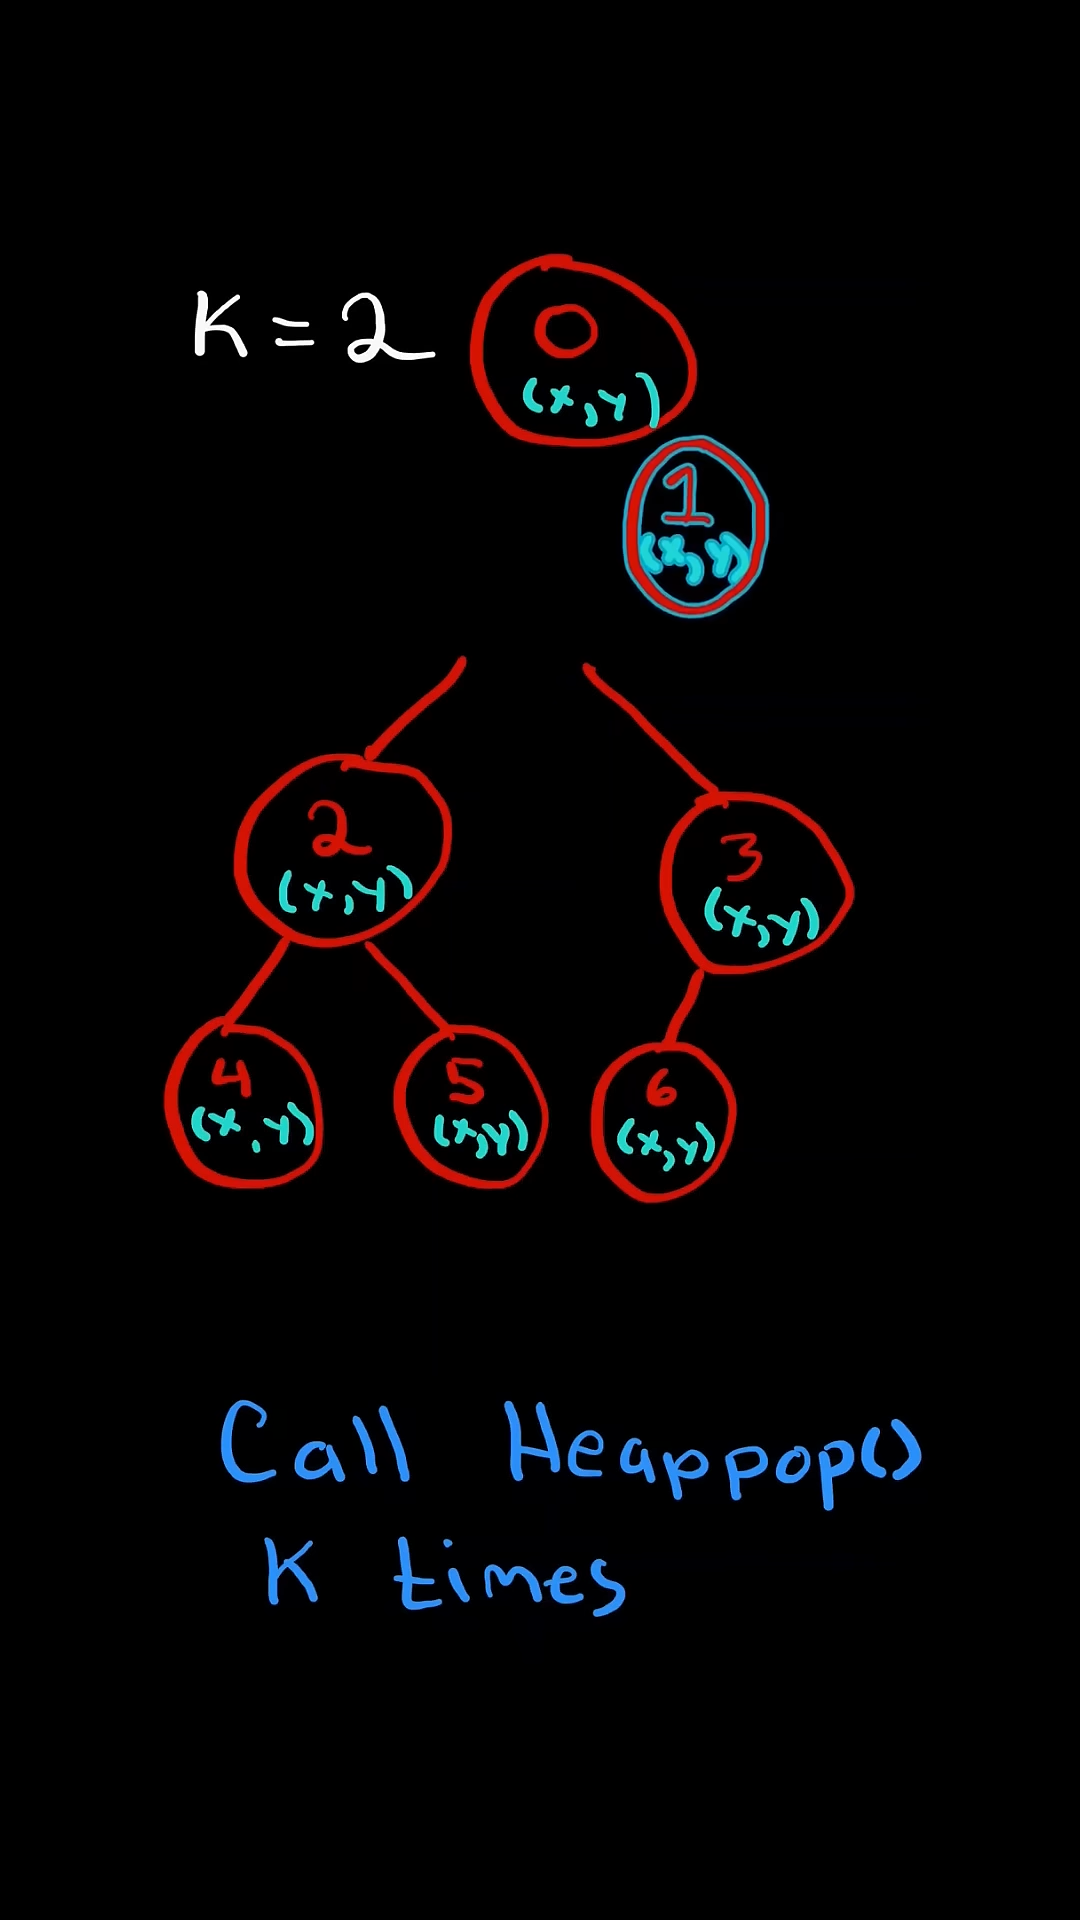 K = 2
0
(x,y)
1
(x,y)
2
(x,y)
3
(x,y)
4
(x,y)
5
(x,y)
6
(x,y)
Call Heappop()
K times